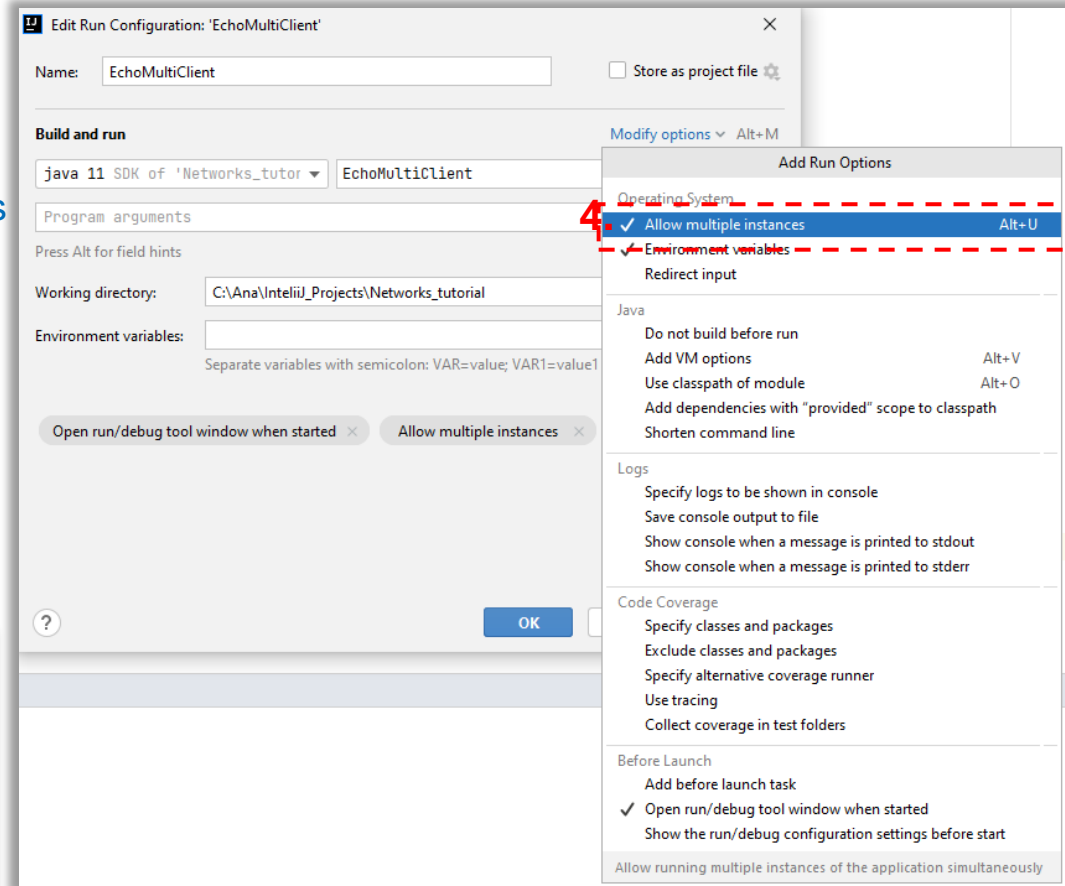 Edit Run Configuration: 'EchoMultiClient'
Name: EchoMultiClient
Store as project file
Build and run
Modify options Alt+M
java 11 SDK of 'Networks_tutor
EchoMultiClient
s
Program arguments
Press Alt for field hints
Working directory: C:\Ana\InteliiJ_Projects\Networks_tutorial
Environment variables:
Separate variables with semicolon: VAR=value; VAR1=value1
Open run/debug tool window when started
Allow multiple instances
?
OK
Add Run Options
Operating System
4.
Allow multiple instances Alt+U
Environment variables
Redirect input
Java
Do not build before run
Add VM options Alt+V
Use classpath of module Alt+O
Add dependencies with “provided” scope to classpath
Shorten command line
Logs
Specify logs to be shown in console
Save console output to file
Show console when a message is printed to stdout
Show console when a message is printed to stderr
Code Coverage
Specify classes and packages
Exclude classes and packages
Specify alternative coverage runner
Use tracing
Collect coverage in test folders
Before Launch
Add before launch task
Open run/debug tool window when started
Show the run/debug configuration settings before start
Allow running multiple instances of the application simultaneously